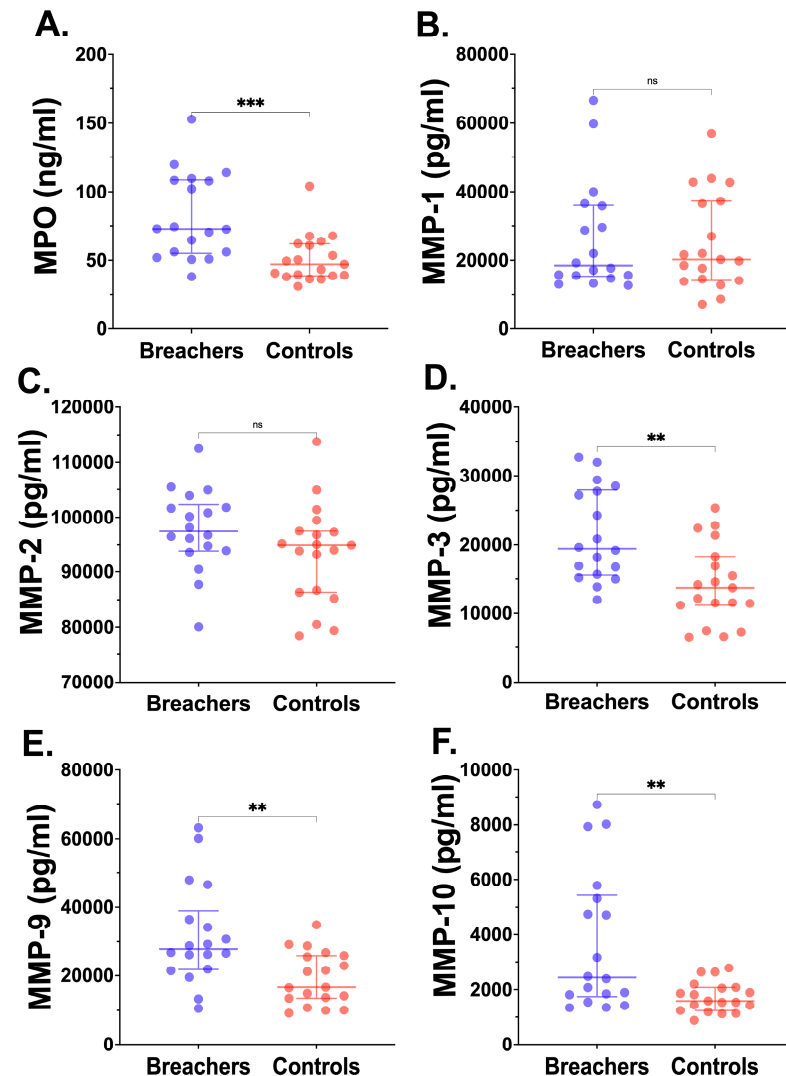 A.
MPO (ng/ml)
200
150
100
50
0
***
Breachers
Controls
B.
MMP-1 (pg/ml)
80000
60000
40000
20000
0
ns
Breachers
Controls
C.
MMP-2 (pg/ml)
120000
110000
100000
90000
80000
70000
ns
Breachers
Controls
D.
MMP-3 (pg/ml)
40000
30000
20000
10000
0
**
Breachers
Controls
E.
MMP-9 (pg/ml)
80000
60000
40000
20000
0
**
Breachers
Controls
F.
MMP-10 (pg/ml)
10000
8000
6000
4000
2000
0
**
Breachers
Controls